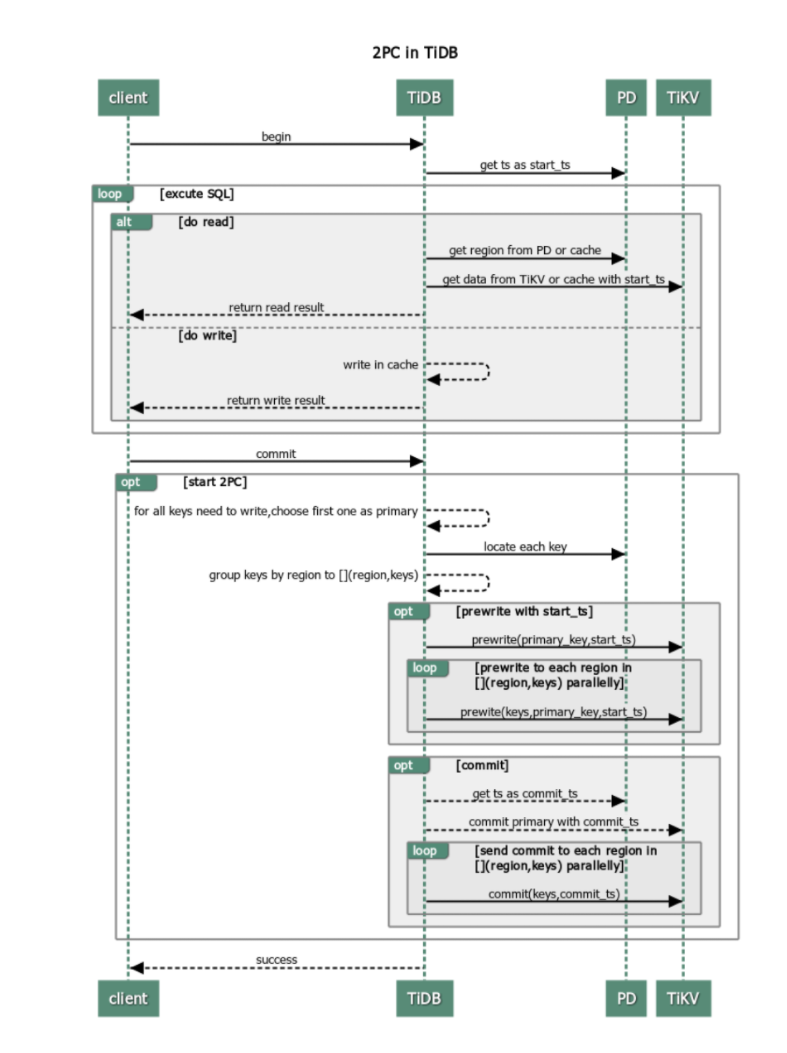 2PC in TiDB
client
TiDB
PD
TiKV
begin
get ts as start_ts
loop
[excute SQL]
alt
[do read]
get region from PD or cache
get data from TiKV or cache with start_ts
return read result
[do write]
write in cache
return write result
commit
opt
[start 2PC]
for all keys need to write,choose first one as primary
locate each key
group keys by region to [](region,keys)
opt
[prewrite with start_ts]
prewrite(primary_key,start_ts)
loop
[prewrite to each region in
[](region,keys) parallelly]
prewite(keys,primary_key,start_ts)
opt
[commit]
get ts as commit_ts
commit primary with commit_ts
loop
[send commit to each region in
[](region,keys) parallelly]
commit(keys,commit_ts)
success
client
TiDB
PD
TiKV